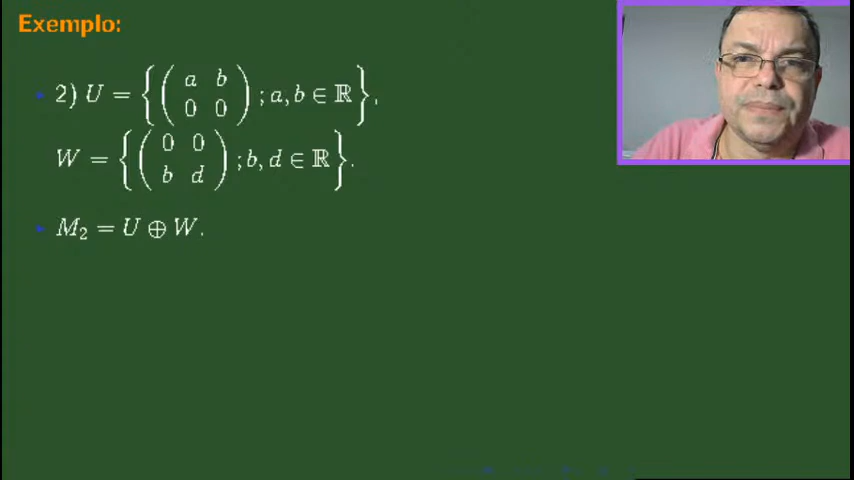 Exemplo:
2) U = { ( a b ; 0 0 ) ; a, b ∈ ℝ },
W = { ( 0 0 ; b d ) ; b, d ∈ ℝ }.
M₂ = U ⊕ W.